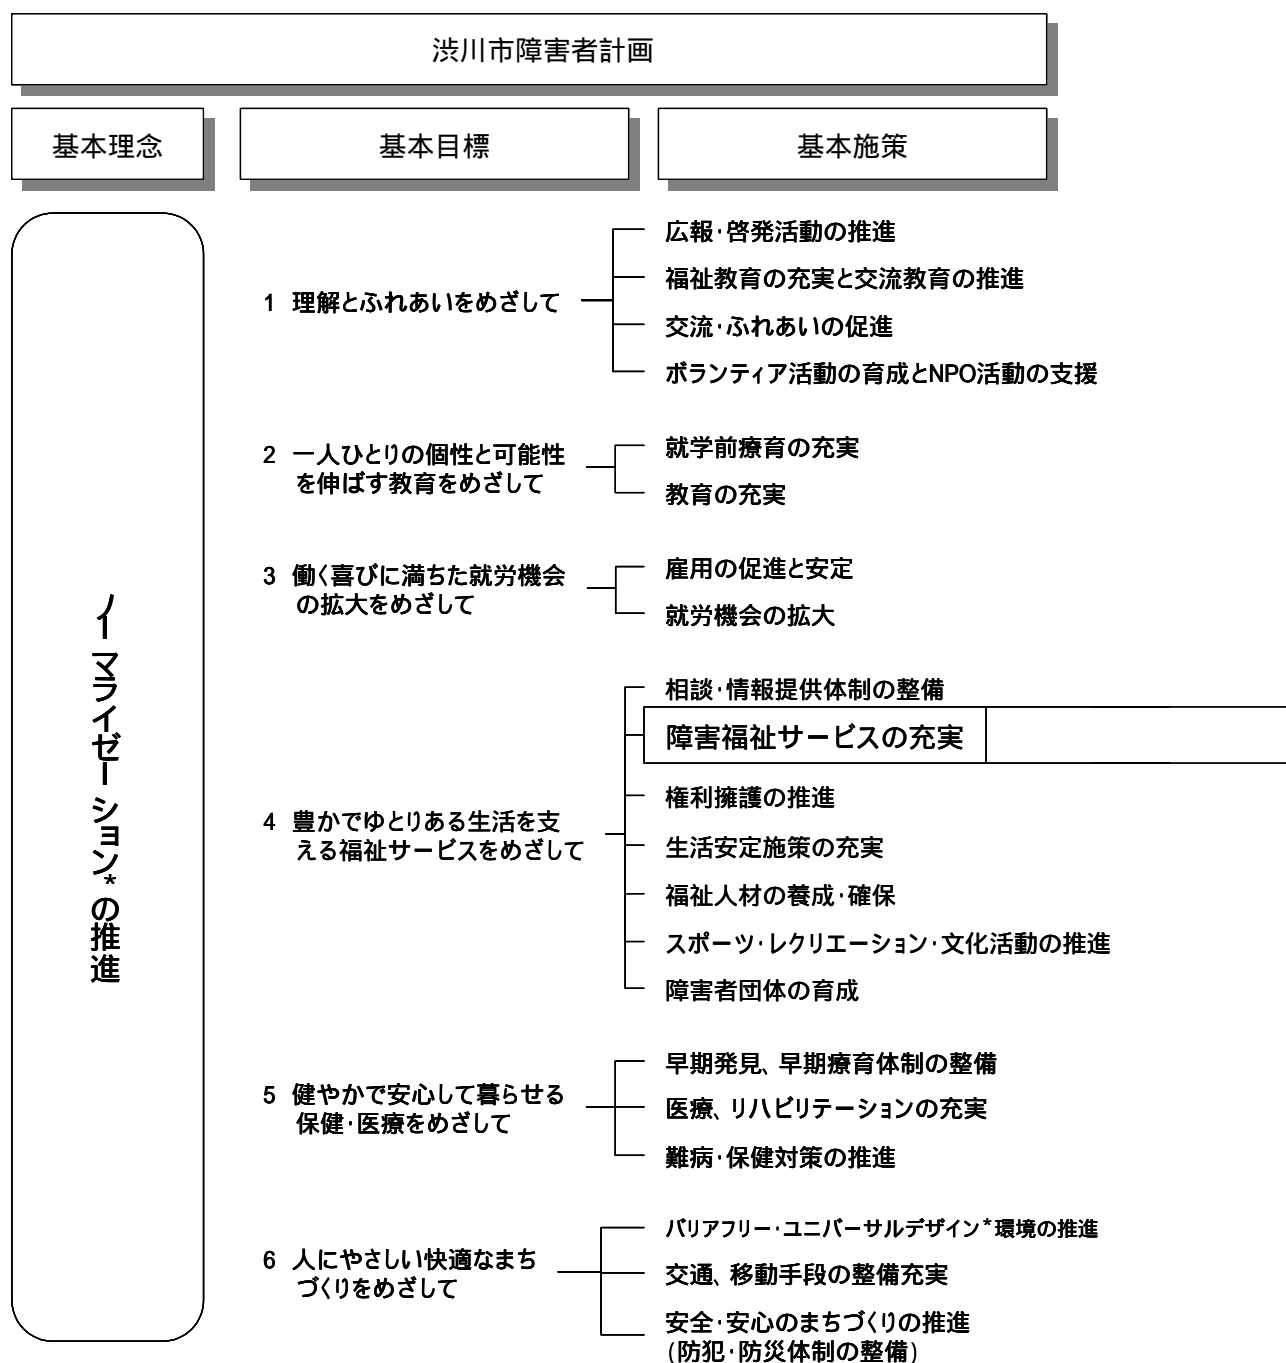 渋川市障害者計画
基本理念
基本目標
基本施策
ノーマライゼーション*の推進
1 理解とふれあいをめざして
広報・啓発活動の推進
福祉教育の充実と交流教育の推進
交流・ふれあいの促進
ボランティア活動の育成とNPO活動の支援
2 一人ひとりの個性と可能性
を伸ばす教育をめざして
就学前療育の充実
教育の充実
3 働く喜びに満ちた就労機会
の拡大をめざして
雇用の促進と安定
就労機会の拡大
4 豊かでゆとりある生活を支
える福祉サービスをめざして
相談・情報提供体制の整備
障害福祉サービスの充実
権利擁護の推進
生活安定施策の充実
福祉人材の養成・確保
スポーツ・レクリエーション・文化活動の推進
障害者団体の育成
5 健やかで安心して暮らせる
保健・医療をめざして
早期発見、早期療育体制の整備
医療、リハビリテーションの充実
難病・保健対策の推進
6 人にやさしい快適なまち
づくりをめざして
バリアフリー・ユニバーサルデザイン*環境の推進
交通、移動手段の整備充実
安全・安心のまちづくりの推進
(防犯・防災体制の整備)